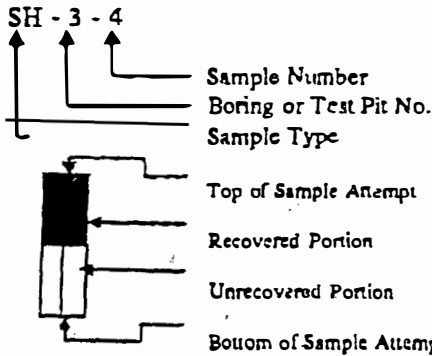 SH - 3 - 4
Sample Number
Boring or Test Pit No.
Sample Type
Top of Sample Attempt
Recovered Portion
Unrecovered Portion
Bottom of Sample Attemp